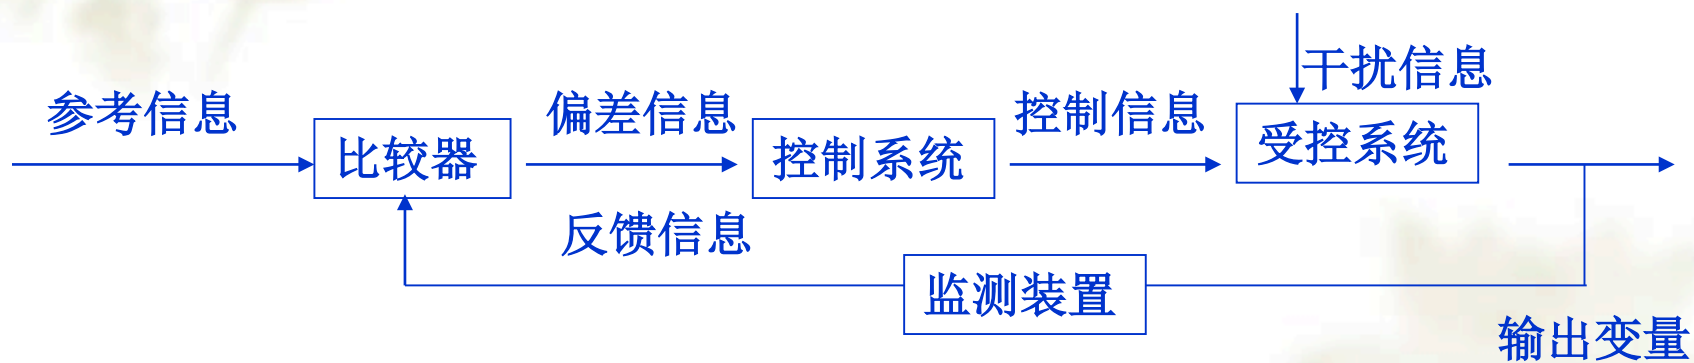 干扰信息
参考信息
偏差信息
控制信息
比较器
控制系统
受控系统
反馈信息
监测装置
输出变量